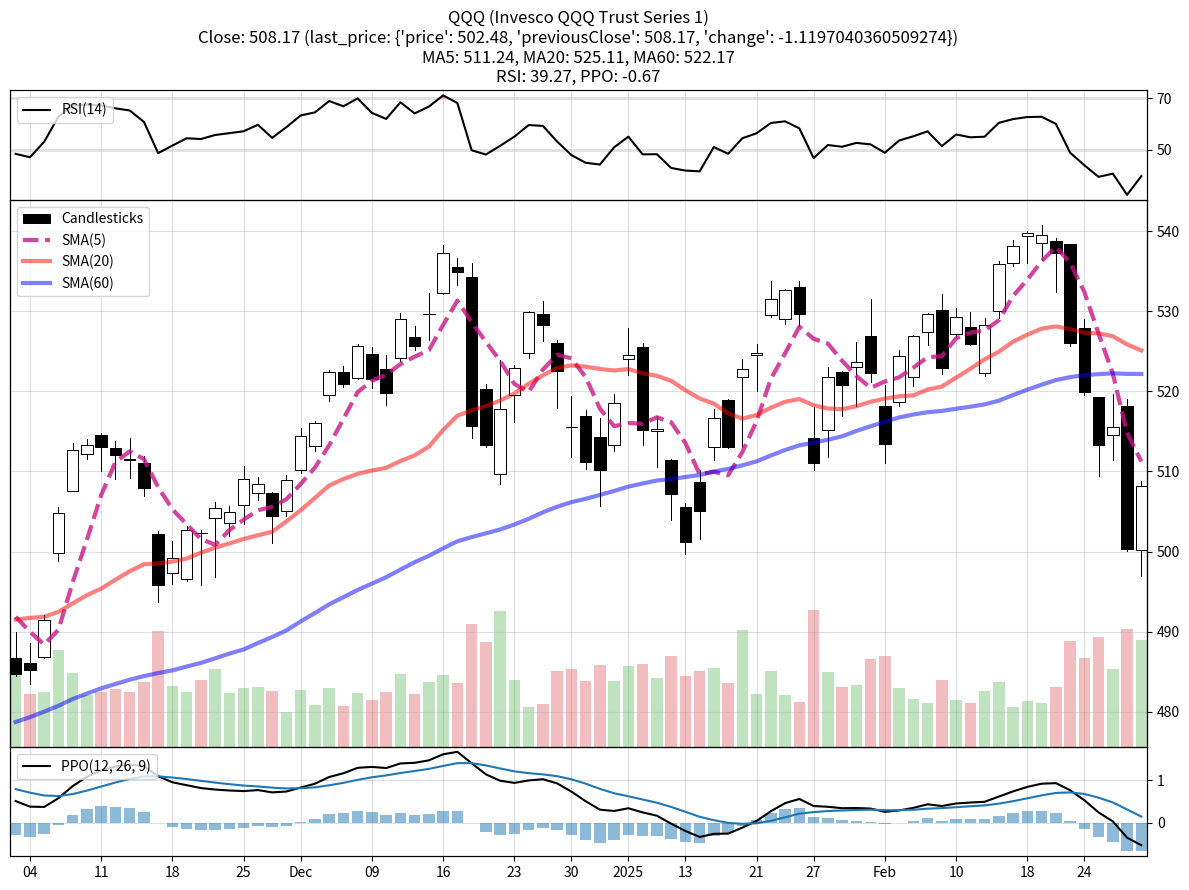 QQQ (Invesco QQQ Trust Series 1)
Close: 508.17 (last_price: {'price': 502.48, 'previousClose': 508.17, 'change': -1.1197040360509274})
MA5: 511.24, MA20: 525.11, MA60: 522.17
RSI: 39.27, PPO: -0.67
RSI(14)
70
50
Candlesticks
SMA(5)
SMA(20)
SMA(60)
540
530
520
510
500
490
480
PPO(12, 26, 9)
1
0
04 11 18 25 Dec 09 16 23 30 2025 13 21 27 Feb 10 18 24